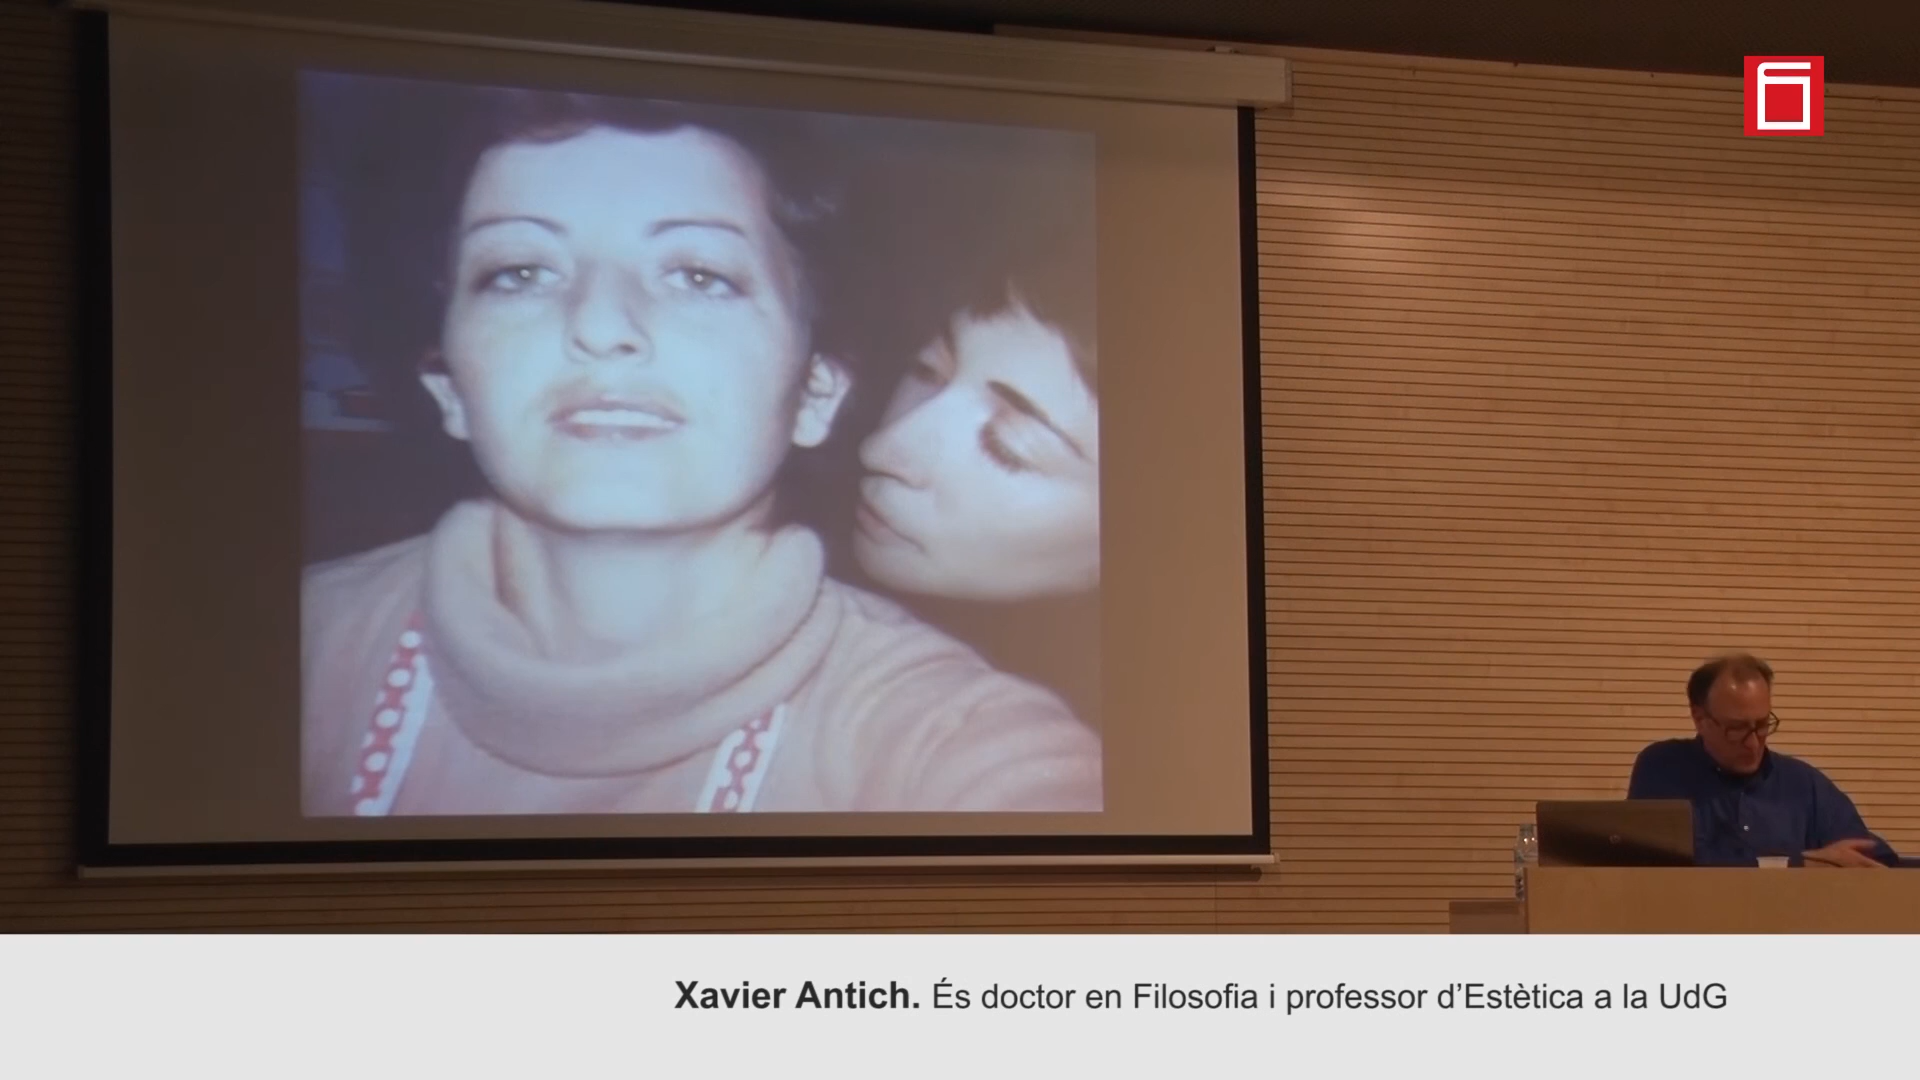 Xavier Antich. És doctor en Filosofia i professor d’Estètica a la UdG